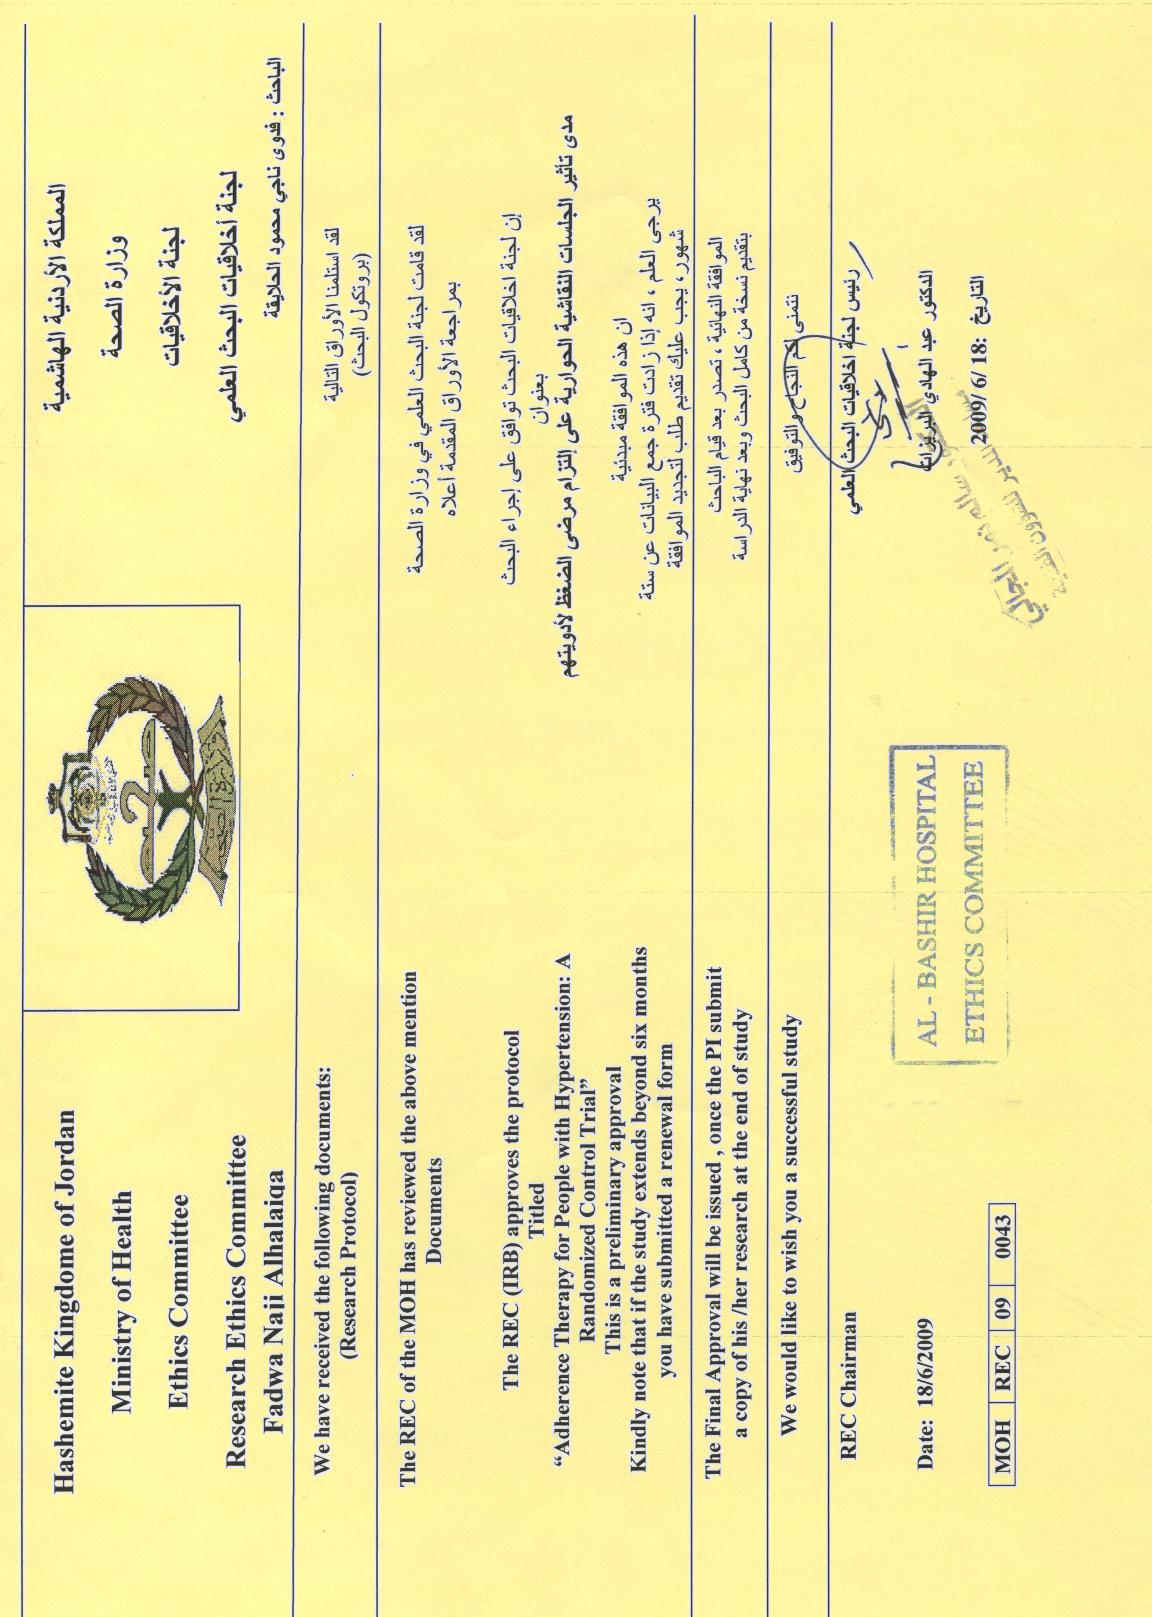 Hashemite Kingdome of Jordan
Ministry of Health
Ethics Committee
Research Ethics Committee
Fadwa Naji Alhalaiqa
المملكة الأردنية الهاشمية
وزارة الصحة
لجنة الأخلاقيات
لجنة أخلاقيات البحث العلمي
الباحث : فدوى ناجي محمود الحلايقة
We have received the following documents:
(Research Protocol)
لقد استلمنا الأوراق التالية
(بروتكول البحث)
The REC of the MOH has reviewed the above mention
Documents
The REC (IRB) approves the protocol
Titled
“Adherence Therapy for People with Hypertension: A
Randomized Control Trial”
This is a preliminary approval
Kindly note that if the study extends beyond six months
you have submitted a renewal form
لقد قامت لجنة البحث العلمي في وزارة الصحة
بمراجعة الأوراق المقدمة أعلاه
إن لجنة اخلاقيات البحث توافق على إجراء البحث
بعنوان
مدى تأثير الجلسات النقاشية الحوارية على إلتزام مرضى الضغظ لأدويتهم
ان هذه الموافقة مبدئية
يرجى العلم ، انه إذا زادت فترة جمع البيانات عن ستة
شهور ، يجب عليك تقديم طلب لتجديد الموافقة
The Final Approval will be issued , once the PI submit
a copy of his /her research at the end of study
الموافقة النهائية ، تصدر بعد قيام الباحث
بتقديم نسخة من كامل البحث وبعد نهاية الدراسة
We would like to wish you a successful study
نتمنى لكم النجاح والتوفيق
REC Chairman
Date: 18/6/2009
رئيس لجنة اخلاقيات البحث العلمي
الدكتور عبد الهادي البريزات
التاريخ :18 /6 /2009
AL - BASHIR HOSPITAL
ETHICS COMMITTEE
MOH REC 09 0043